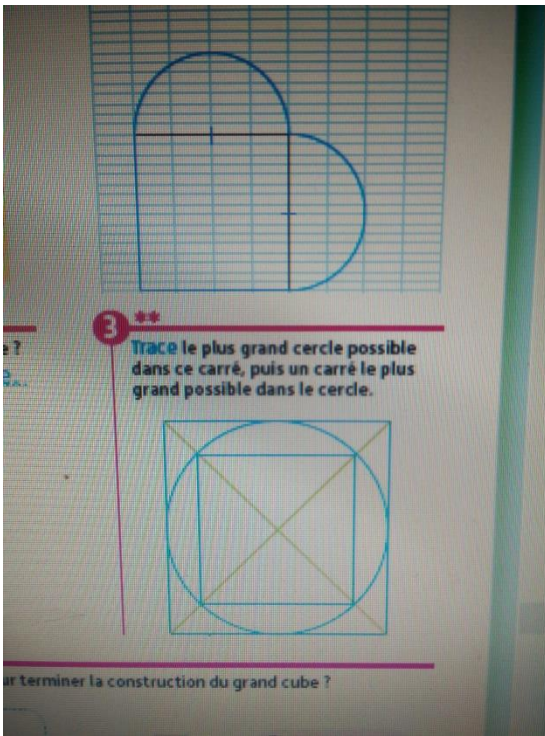 3 **
e ?
Trace le plus grand cercle possible
dans ce carré, puis un carré le plus
grand possible dans le cercle.
ur terminer la construction du grand cube ?